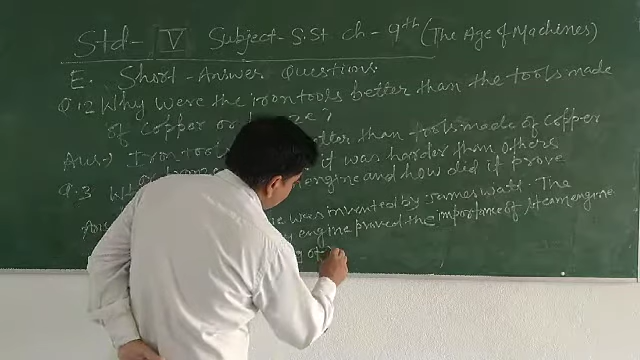 Std- V Subject - S.St. ch - 9th (The Age of Machines)
E. Short - Answer Questions.
Q.2 Why were the iron tools better than the tools made
of copper or
Ans-) Iron tools than tools made of copper
it was harder than others
Q.3 engine and how did it prove
Ans was invented by James Watt. The
engine proved the importance of steam engine
of